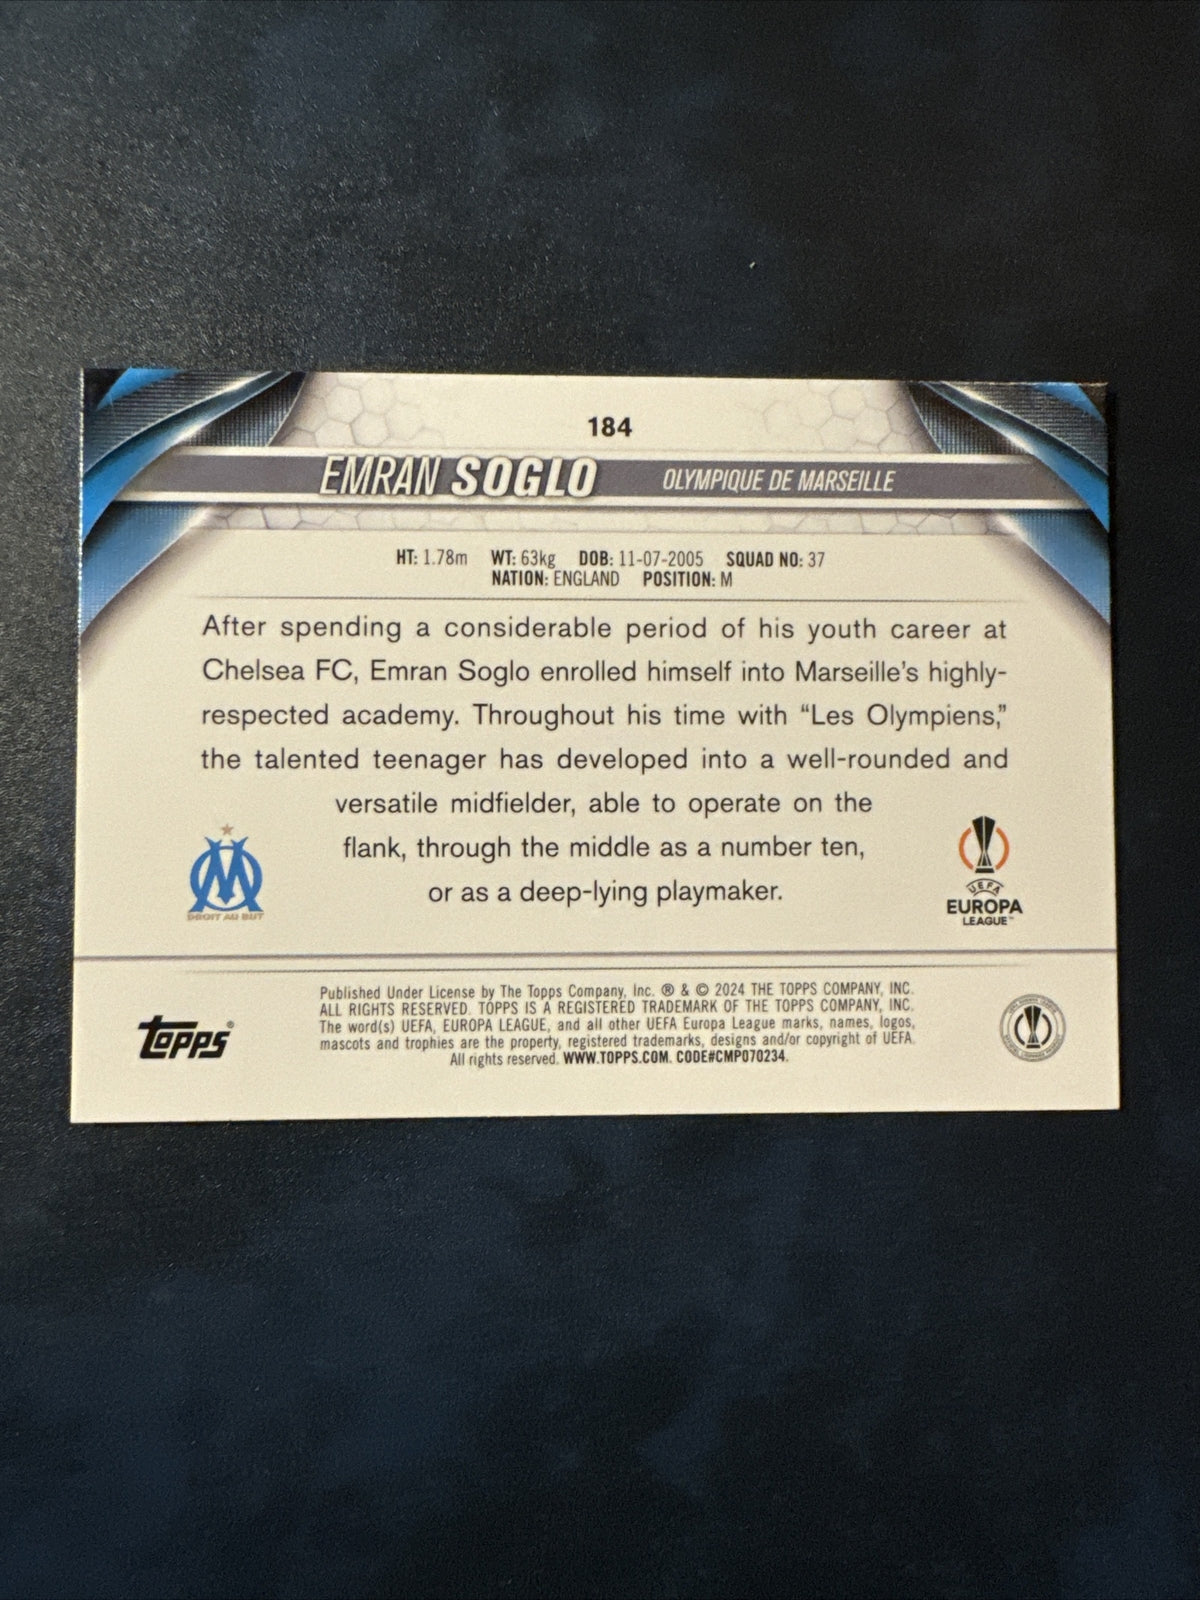 184
EMRAN SOGLO OLYMPIQUE DE MARSEILLE
HT: 1.78m WT: 63kg DOB: 11-07-2005 SQUAD NO: 37
NATION: ENGLAND POSITION: M
After spending a considerable period of his youth career at
Chelsea FC, Emran Soglo enrolled himself into Marseille's highly-
respected academy. Throughout his time with “Les Olympiens,”
the talented teenager has developed into a well-rounded and
versatile midfielder, able to operate on the
flank, through the middle as a number ten,
or as a deep-lying playmaker.
DROIT AU BUT
UEFA
EUROPA
LEAGUE™
Published Under License by The Topps Company, Inc. ® & © 2024 THE TOPPS COMPANY, INC.
ALL RIGHTS RESERVED. TOPPS IS A REGISTERED TRADEMARK OF THE TOPPS COMPANY, INC.
The word(s) UEFA, EUROPA LEAGUE, and all other UEFA Europa League marks, names, logos,
mascots and trophies are the property, registered trademarks, designs and/or copyright of UEFA.
All rights reserved. WWW.TOPPS.COM. CODE#CMP070234.
Topps®